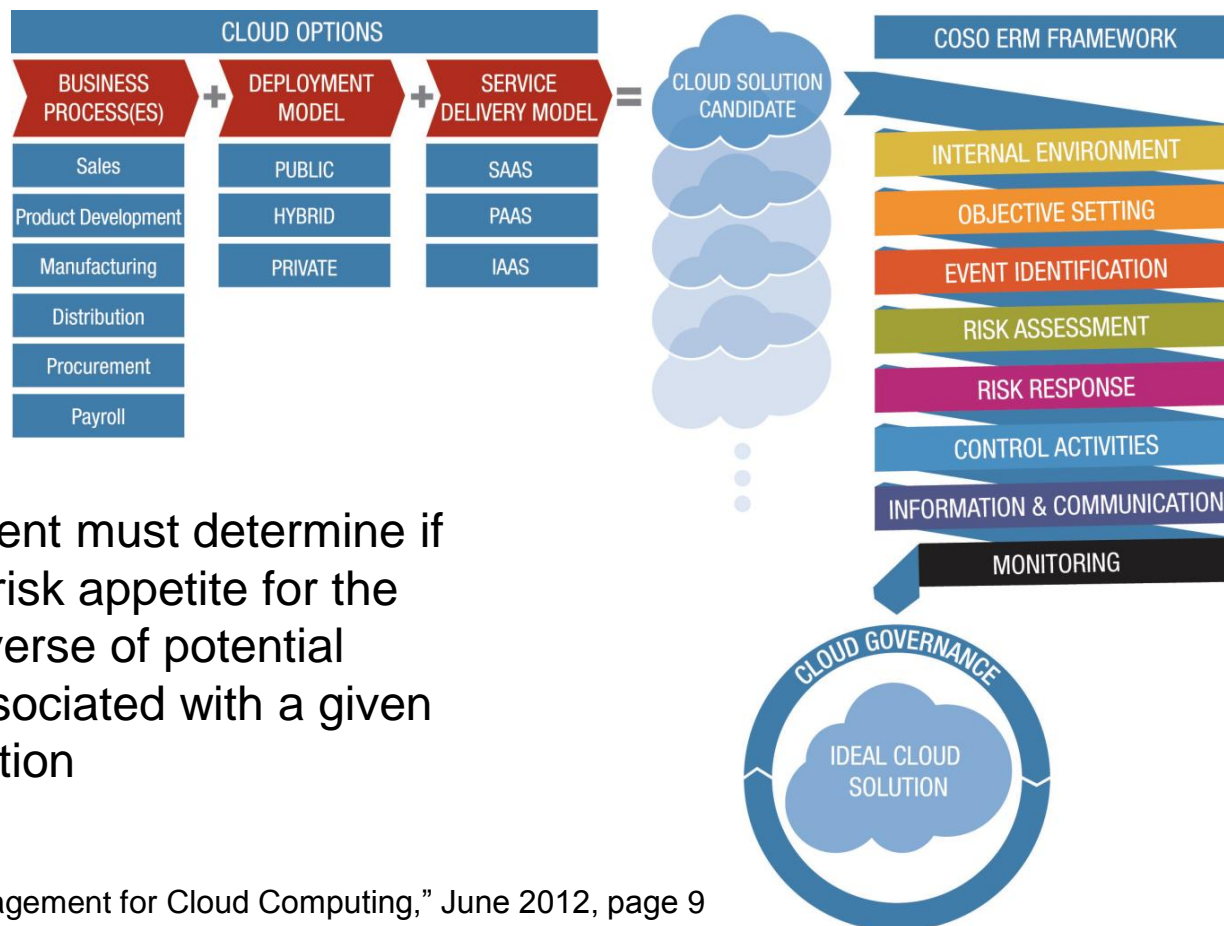 CLOUD OPTIONS
BUSINESS
PROCESS(ES)
+
DEPLOYMENT
MODEL
+
SERVICE
DELIVERY MODEL
=
Sales
Product Development
Manufacturing
Distribution
Procurement
Payroll
PUBLIC
HYBRID
PRIVATE
SAAS
PAAS
IAAS
CLOUD SOLUTION
CANDIDATE
COSO ERM FRAMEWORK
INTERNAL ENVIRONMENT
OBJECTIVE SETTING
EVENT IDENTIFICATION
RISK ASSESSMENT
RISK RESPONSE
CONTROL ACTIVITIES
INFORMATION & COMMUNICATION
MONITORING
CLOUD GOVERNANCE
IDEAL CLOUD
SOLUTION
ent must determine if
risk appetite for the
verse of potential
sociated with a given
tion
agement for Cloud Computing,” June 2012, page 9